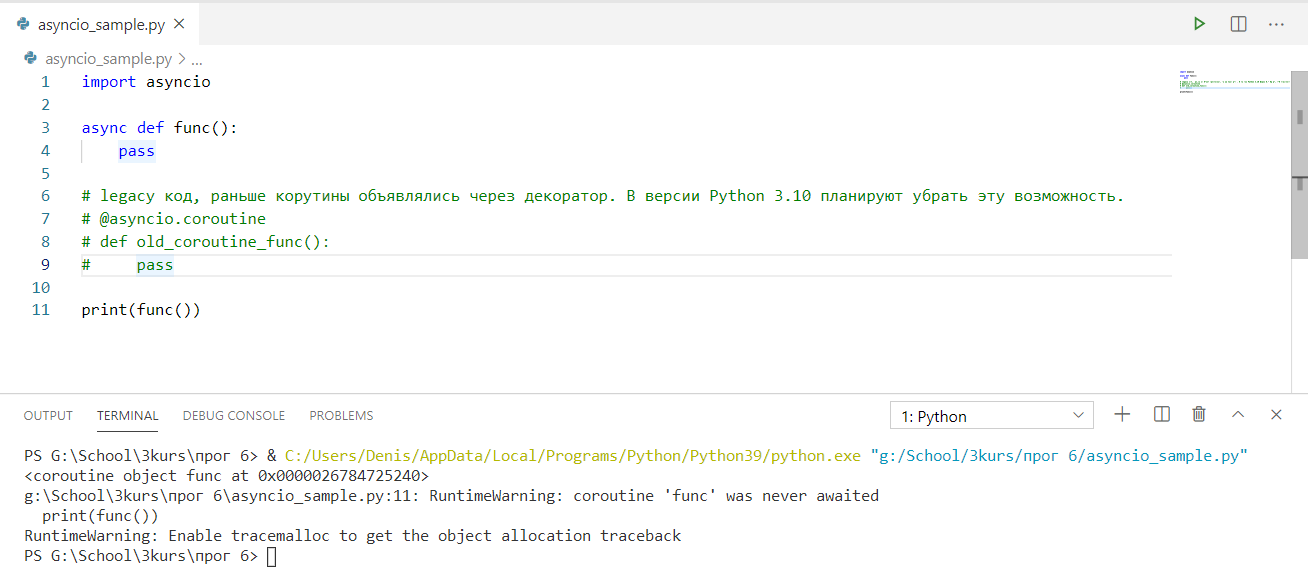 asyncio_sample.py
asyncio_sample.py > ...
1 import asyncio
2
3 async def func():
4     pass
5
6 # legacy код, раньше корутины объявлялись через декоратор. В версии Python 3.10 планируют убрать эту возможность.
7 # @asyncio.coroutine
8 # def old_coroutine_func():
9 #     pass
10
11 print(func())
OUTPUT TERMINAL DEBUG CONSOLE PROBLEMS 1: Python
PS G:\School\3kurs\прог 6> & C:/Users/Denis/AppData/Local/Programs/Python/Python39/python.exe "g:/School/3kurs/прог 6/asyncio_sample.py"
<coroutine object func at 0x0000026784725240>
g:\School\3kurs\прог 6\asyncio_sample.py:11: RuntimeWarning: coroutine 'func' was never awaited
  print(func())
RuntimeWarning: Enable tracemalloc to get the object allocation traceback
PS G:\School\3kurs\прог 6>